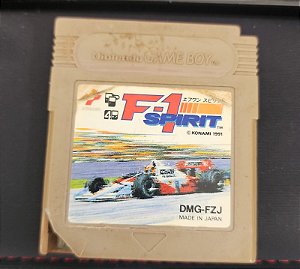 Nintendo GAME BOY
F-1
エフワン スピリット
SPIRIT
4
© KONAMI 1991
DMG-FZJ
MADE IN JAPAN